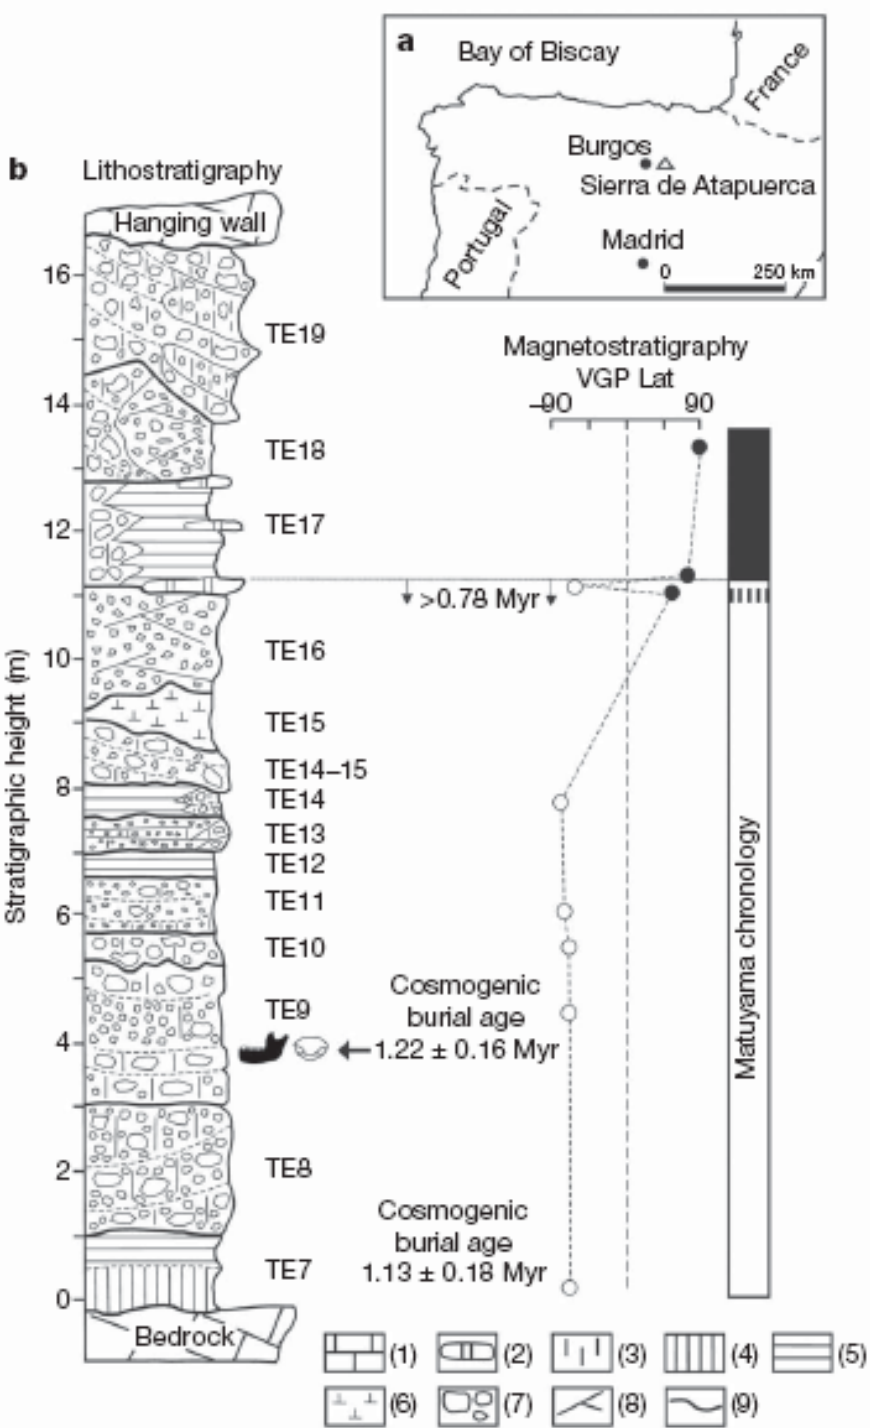 a
Bay of Biscay
France
Burgos
Sierra de Atapuerca
Portugal
Madrid
0 250 km
b
Lithostratigraphy
Hanging wall
16
TE19
14
TE18
12
TE17
TE16
10
TE15
TE14–15
8
TE14
TE13
TE12
TE11
6
TE10
TE9
4
TE8
2
TE7
0
Bedrock
Stratigraphic height (m)
Magnetostratigraphy
VGP Lat
–90 90
>0.78 Myr
Cosmogenic
burial age
1.22 ± 0.16 Myr
Cosmogenic
burial age
1.13 ± 0.18 Myr
Matuyama chronology
(1) (2) (3) (4) (5)
(6) (7) (8) (9)